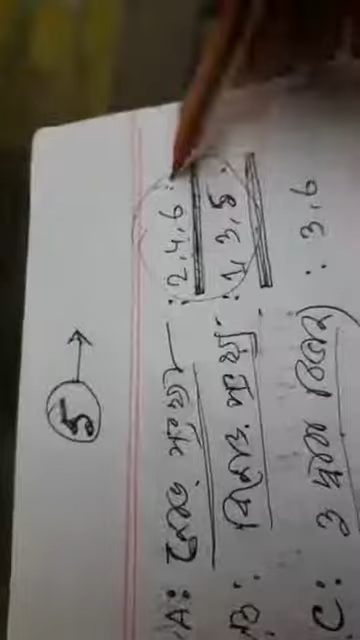 5 →
A: জোড় সংখ্যা : 2, 4, 6
B: বিজোড় সংখ্যা : 1, 3, 5
C: 3 : 3, 6